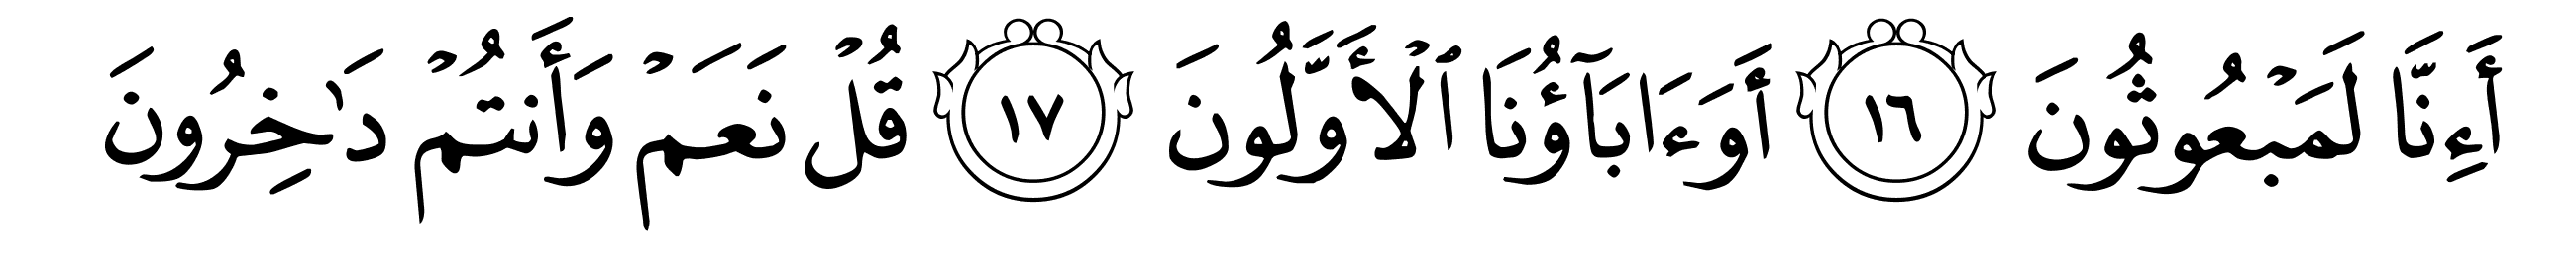 أَءِنَّا لَمَبْعُوثُونَ ١٦ أَوَءَابَآؤُنَا ٱلْأَوَّلُونَ ١٧ قُلْ نَعَمْ وَأَنتُمْ دَٰخِرُونَ